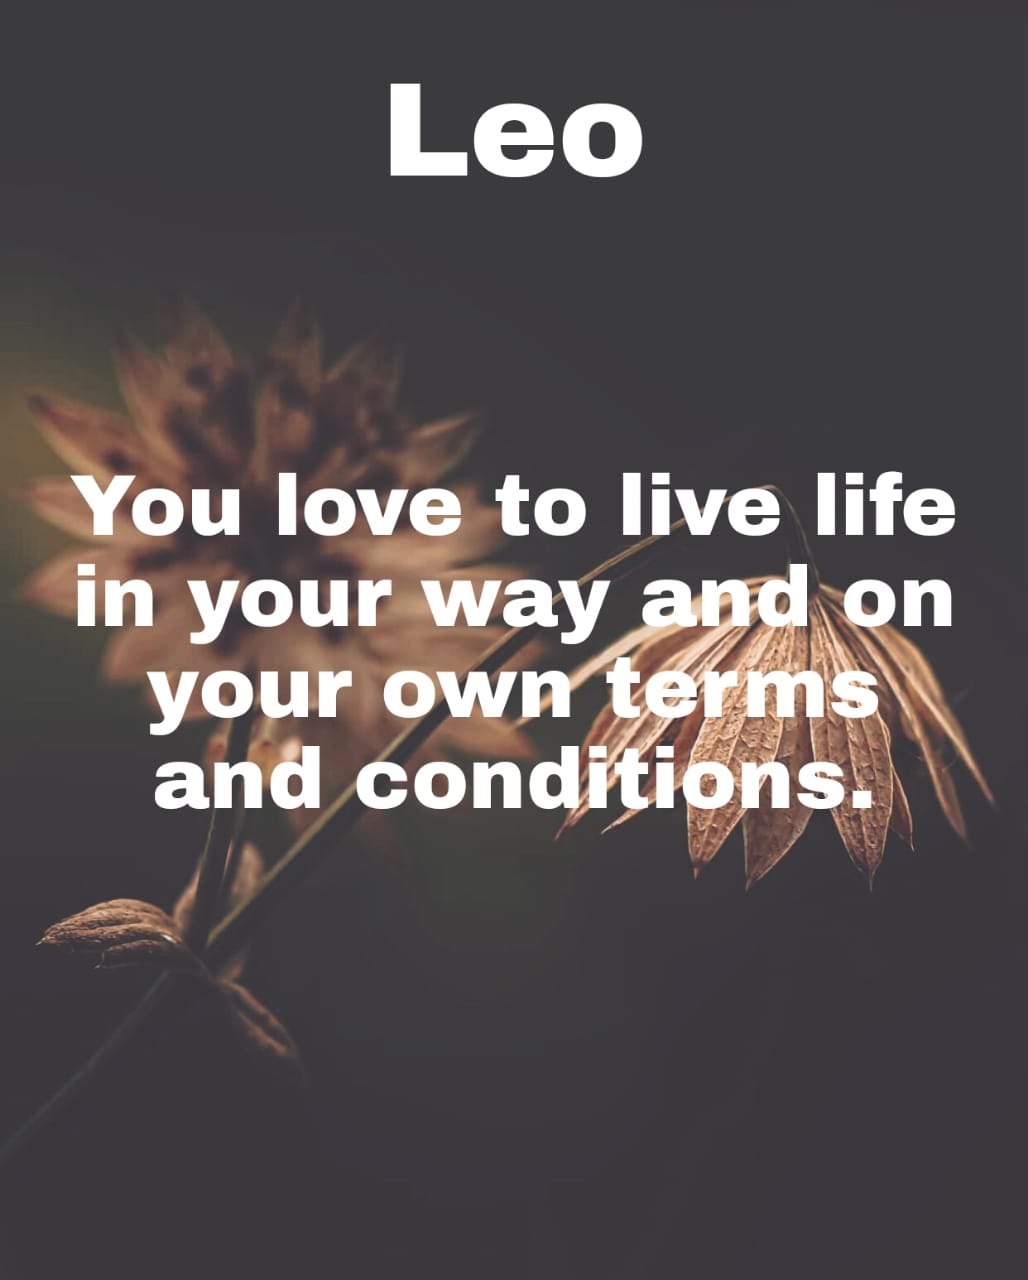 Leo
You love to live life
in your way and on
your own terms
and conditions.